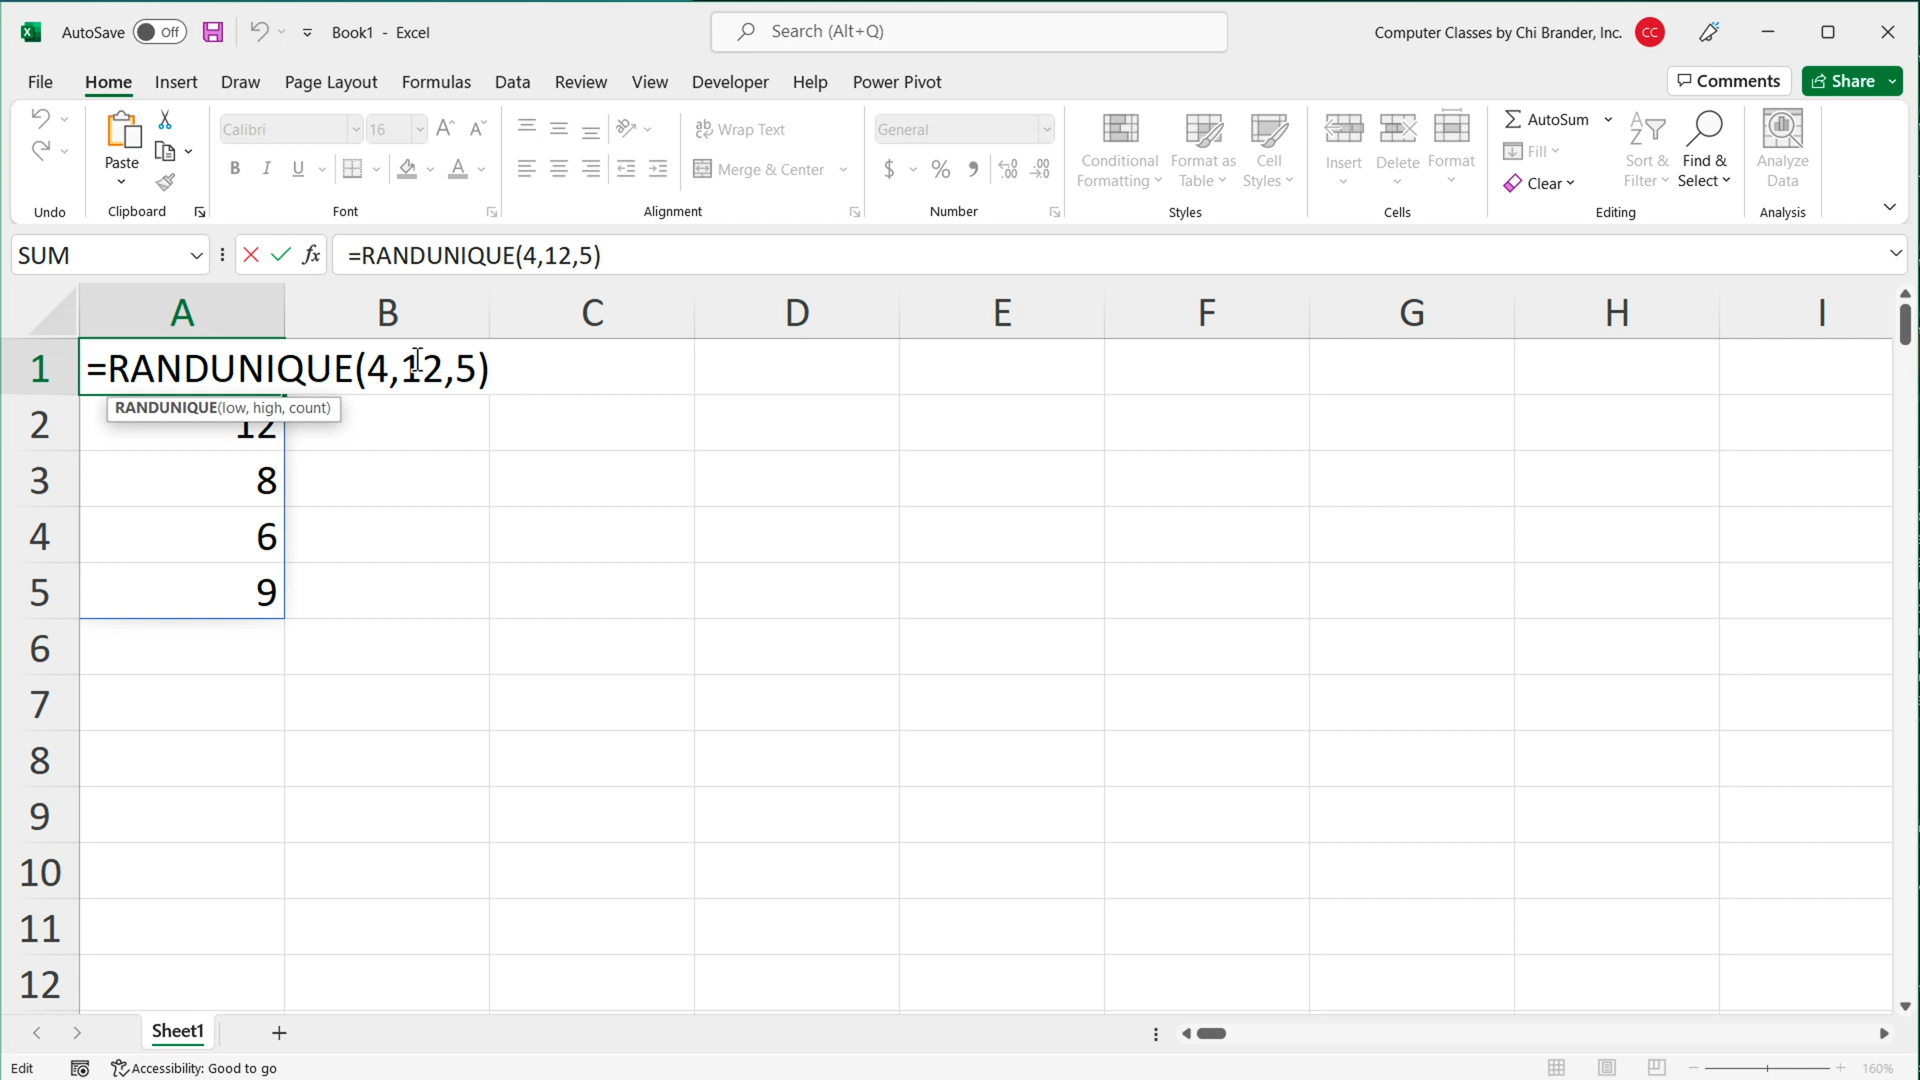 AutoSave Off Book1 - Excel Search (Alt+Q) Computer Classes by Chi Brander, Inc. CC
File Home Insert Draw Page Layout Formulas Data Review View Developer Help Power Pivot Comments Share
Paste Calibri 16 Wrap Text General Conditional Formatting Format as Table Cell Styles Insert Delete Format AutoSum Sort & Filter Find & Select Analyze Data
B I U A Merge & Center $ % Fill
Clear
Undo Clipboard Font Alignment Number Styles Cells Editing Analysis
SUM fx =RANDUNIQUE(4,12,5)
A B C D E F G H I
1 =RANDUNIQUE(4,12,5)
RANDUNIQUE(low, high, count)
2 12
3 8
4 6
5 9
6
7
8
9
10
11
12
Sheet1
Edit Accessibility: Good to go 160%